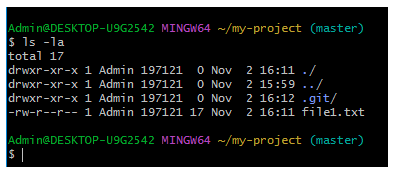 Admin@DESKTOP-U9G2542 MINGW64 ~/my-project (master)
$ ls -la
total 17
drwxr-xr-x 1 Admin 197121  0 Nov  2 16:11 ./
drwxr-xr-x 1 Admin 197121  0 Nov  2 15:59 ../
drwxr-xr-x 1 Admin 197121  0 Nov  2 16:12 .git/
-rw-r--r-- 1 Admin 197121 17 Nov  2 16:11 file1.txt
Admin@DESKTOP-U9G2542 MINGW64 ~/my-project (master)
$